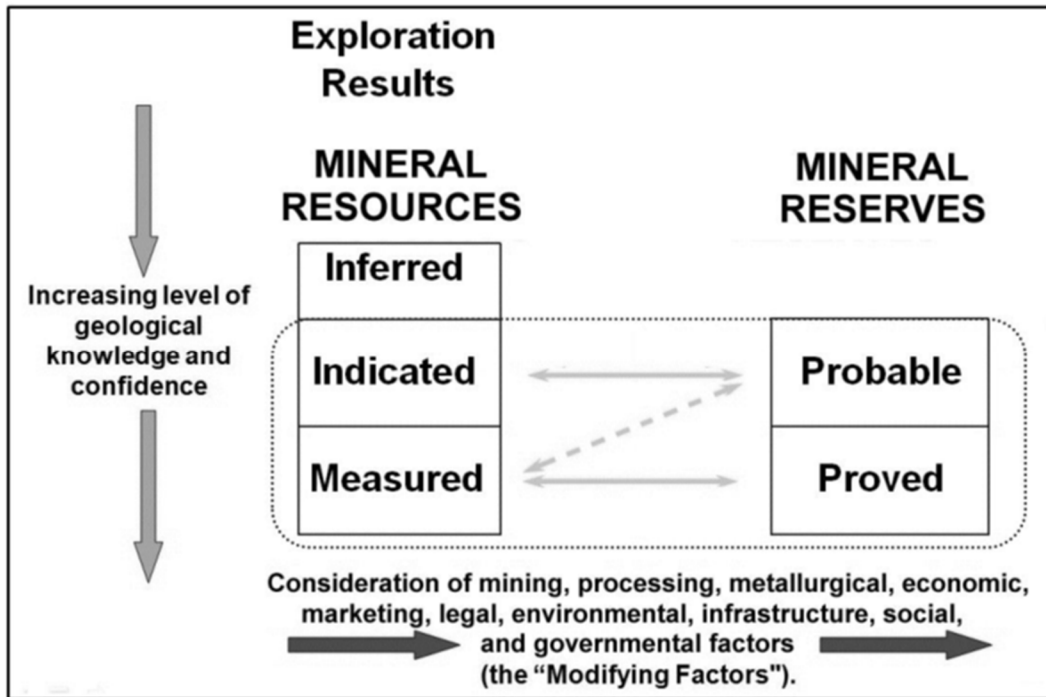 Exploration
Results
MINERAL
RESOURCES
MINERAL
RESERVES
Increasing level of
geological
knowledge and
confidence
Inferred
Indicated
Measured
Probable
Proved
Consideration of mining, processing, metallurgical, economic,
marketing, legal, environmental, infrastructure, social,
and governmental factors
(the “Modifying Factors").